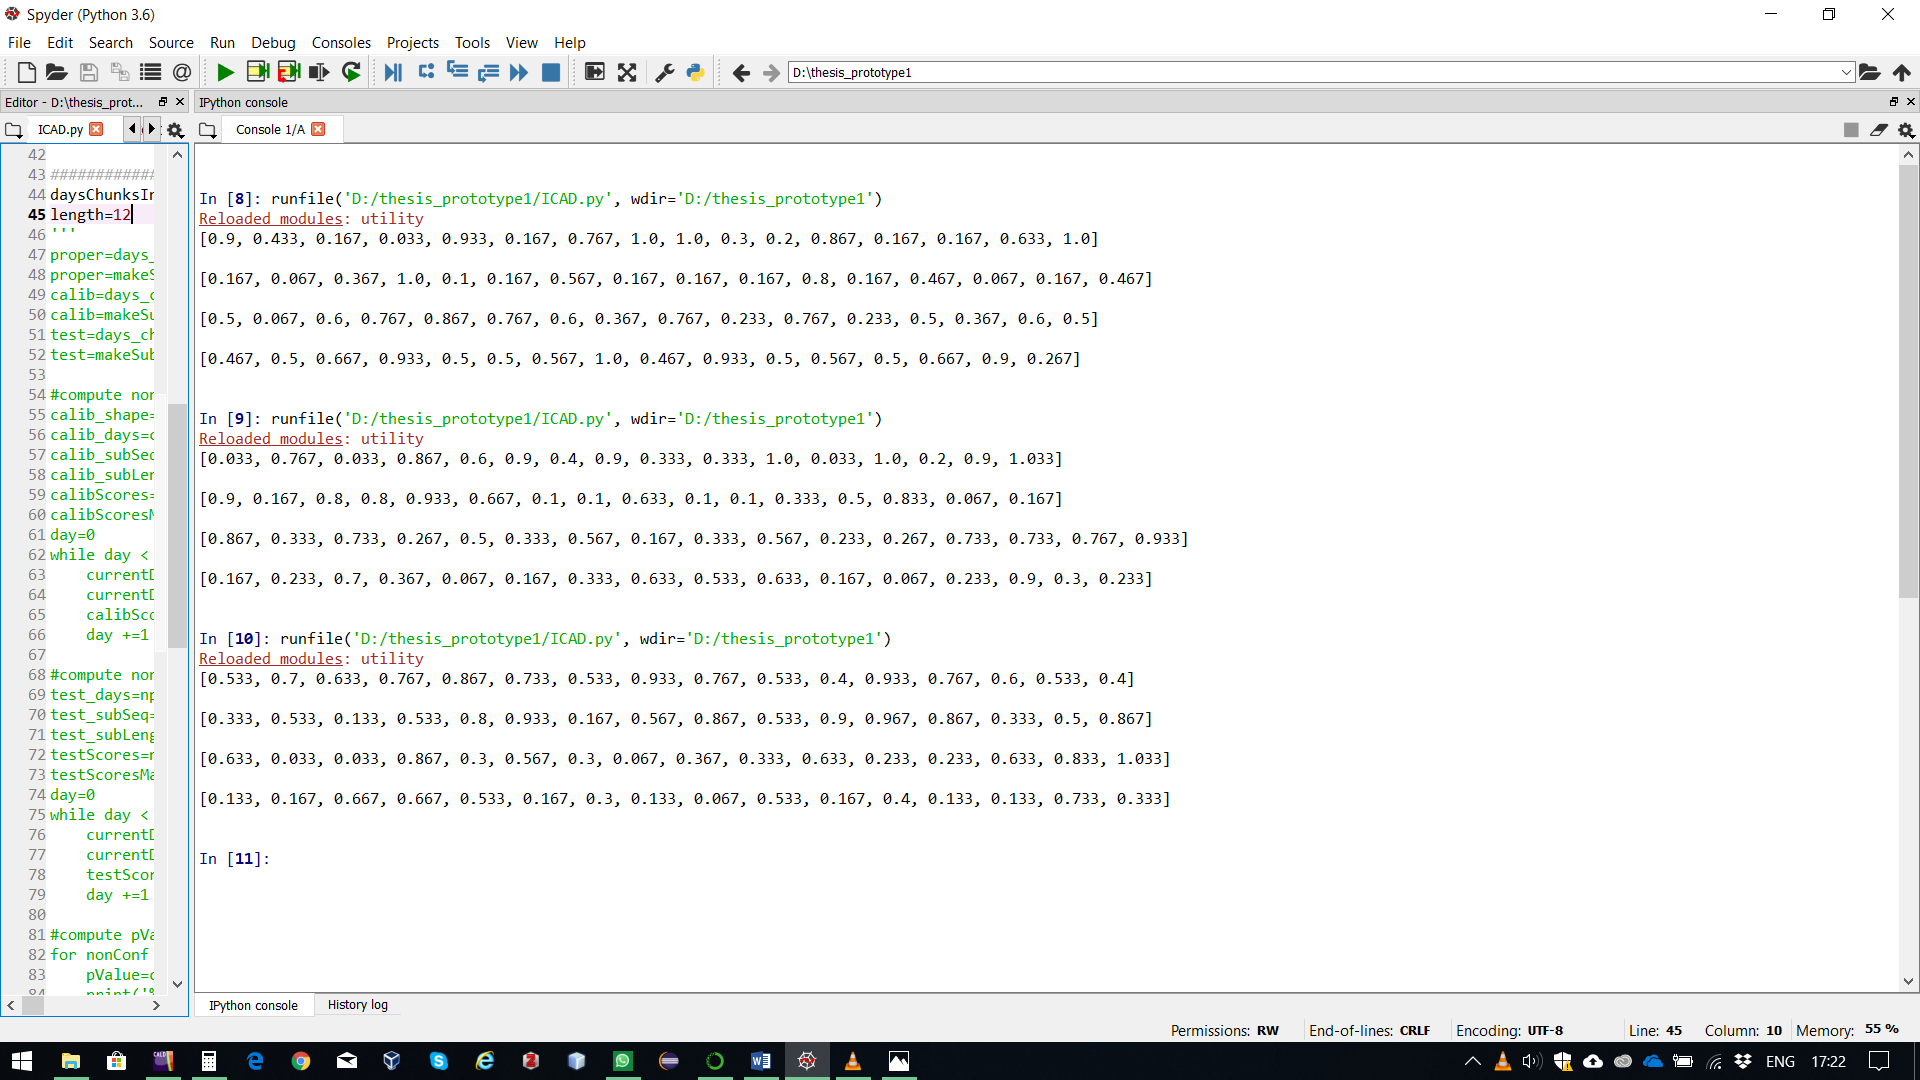 Spyder (Python 3.6)
File Edit Search Source Run Debug Consoles Projects Tools View Help
D:\thesis_prototype1
Editor - D:\thesis_prot...
IPython console
ICAD.py
Console 1/A
42
43 ############
44 daysChunksIn
45 length=12
46 '''
47 proper=days_
48 proper=makeS
49 calib=days_c
50 calib=makeSu
51 test=days_ch
52 test=makeSub
53
54 #compute non
55 calib_shape=
56 calib_days=c
57 calib_subSeq
58 calib_subLen
59 calibScores=
60 calibScoresM
61 day=0
62 while day <
63 currentD
64 currentD
65 calibSco
66 day +=1
67
68 #compute non
69 test_days=np
70 test_subSeq=
71 test_subLeng
72 testScores=n
73 testScoresMa
74 day=0
75 while day <
76 currentD
77 currentD
78 testScor
79 day +=1
80
81 #compute pVa
82 for nonConf
83 pValue=c
84 print('%
In [8]: runfile('D:/thesis_prototype1/ICAD.py', wdir='D:/thesis_prototype1')
Reloaded modules: utility
[0.9, 0.433, 0.167, 0.033, 0.933, 0.167, 0.767, 1.0, 1.0, 0.3, 0.2, 0.867, 0.167, 0.167, 0.633, 1.0]
[0.167, 0.067, 0.367, 1.0, 0.1, 0.167, 0.567, 0.167, 0.167, 0.167, 0.8, 0.167, 0.467, 0.067, 0.167, 0.467]
[0.5, 0.067, 0.6, 0.767, 0.867, 0.767, 0.6, 0.367, 0.767, 0.233, 0.767, 0.233, 0.5, 0.367, 0.6, 0.5]
[0.467, 0.5, 0.667, 0.933, 0.5, 0.5, 0.567, 1.0, 0.467, 0.933, 0.5, 0.567, 0.5, 0.667, 0.9, 0.267]
In [9]: runfile('D:/thesis_prototype1/ICAD.py', wdir='D:/thesis_prototype1')
Reloaded modules: utility
[0.033, 0.767, 0.033, 0.867, 0.6, 0.9, 0.4, 0.9, 0.333, 0.333, 1.0, 0.033, 1.0, 0.2, 0.9, 1.033]
[0.9, 0.167, 0.8, 0.8, 0.933, 0.667, 0.1, 0.1, 0.633, 0.1, 0.1, 0.333, 0.5, 0.833, 0.067, 0.167]
[0.867, 0.333, 0.733, 0.267, 0.5, 0.333, 0.567, 0.167, 0.333, 0.567, 0.233, 0.267, 0.733, 0.733, 0.767, 0.933]
[0.167, 0.233, 0.7, 0.367, 0.067, 0.167, 0.333, 0.633, 0.533, 0.633, 0.167, 0.067, 0.233, 0.9, 0.3, 0.233]
In [10]: runfile('D:/thesis_prototype1/ICAD.py', wdir='D:/thesis_prototype1')
Reloaded modules: utility
[0.533, 0.7, 0.633, 0.767, 0.867, 0.733, 0.533, 0.933, 0.767, 0.533, 0.4, 0.933, 0.767, 0.6, 0.533, 0.4]
[0.333, 0.533, 0.133, 0.533, 0.8, 0.933, 0.167, 0.567, 0.867, 0.533, 0.9, 0.967, 0.867, 0.333, 0.5, 0.867]
[0.633, 0.033, 0.033, 0.867, 0.3, 0.567, 0.3, 0.067, 0.367, 0.333, 0.633, 0.233, 0.233, 0.633, 0.833, 1.033]
[0.133, 0.167, 0.667, 0.667, 0.533, 0.167, 0.3, 0.133, 0.067, 0.533, 0.167, 0.4, 0.133, 0.133, 0.733, 0.333]
In [11]:
IPython console History log
Permissions: RW End-of-lines: CRLF Encoding: UTF-8 Line: 45 Column: 10 Memory: 55 %
ENG 17:22